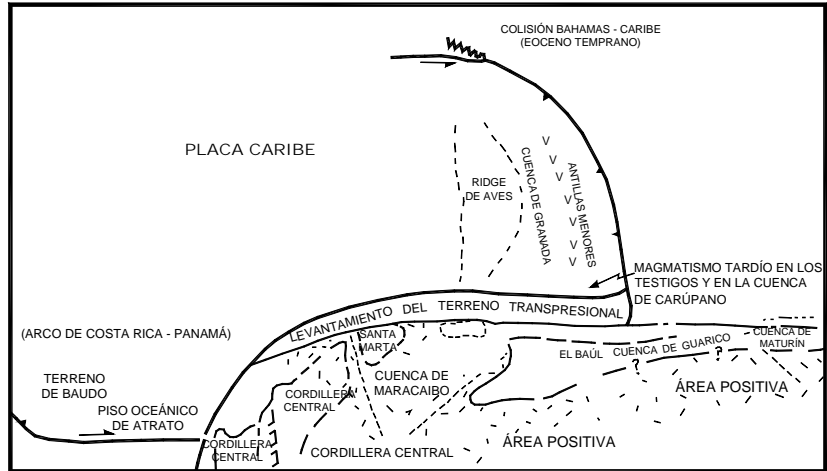 COLISIÓN BAHAMAS - CARIBE
(EOCENO TEMPRANO)
PLACA CARIBE
RIDGE
DE AVES
CUENCA DE GRANADA
V
V
V
V
V
V
V
V
ANTILLAS MENORES
MAGMATISMO TARDÍO EN LOS
TESTIGOS Y EN LA CUENCA
DE CARÚPANO
LEVANTAMIENTO DEL TERRENO TRANSPRESIONAL
(ARCO DE COSTA RICA - PANAMÁ)
SANTA
MARTA
EL BAÚL
CUENCA DE GUARICO
CUENCA DE
MATURÍN
?
?
?
TERRENO
DE BAUDO
PISO OCEÁNICO
DE ATRATO
CORDILLERA
CENTRAL
CUENCA DE
MARACAIBO
ÁREA POSITIVA
CORDILLERA
CENTRAL
CORDILLERA CENTRAL
ÁREA POSITIVA